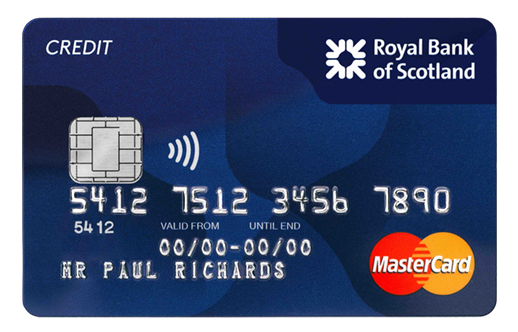 CREDIT
Royal Bank
of Scotland
5412 7512 3456 7890
5412
VALID FROM UNTIL END
00/00-00/00
MR PAUL RICHARDS
MasterCard